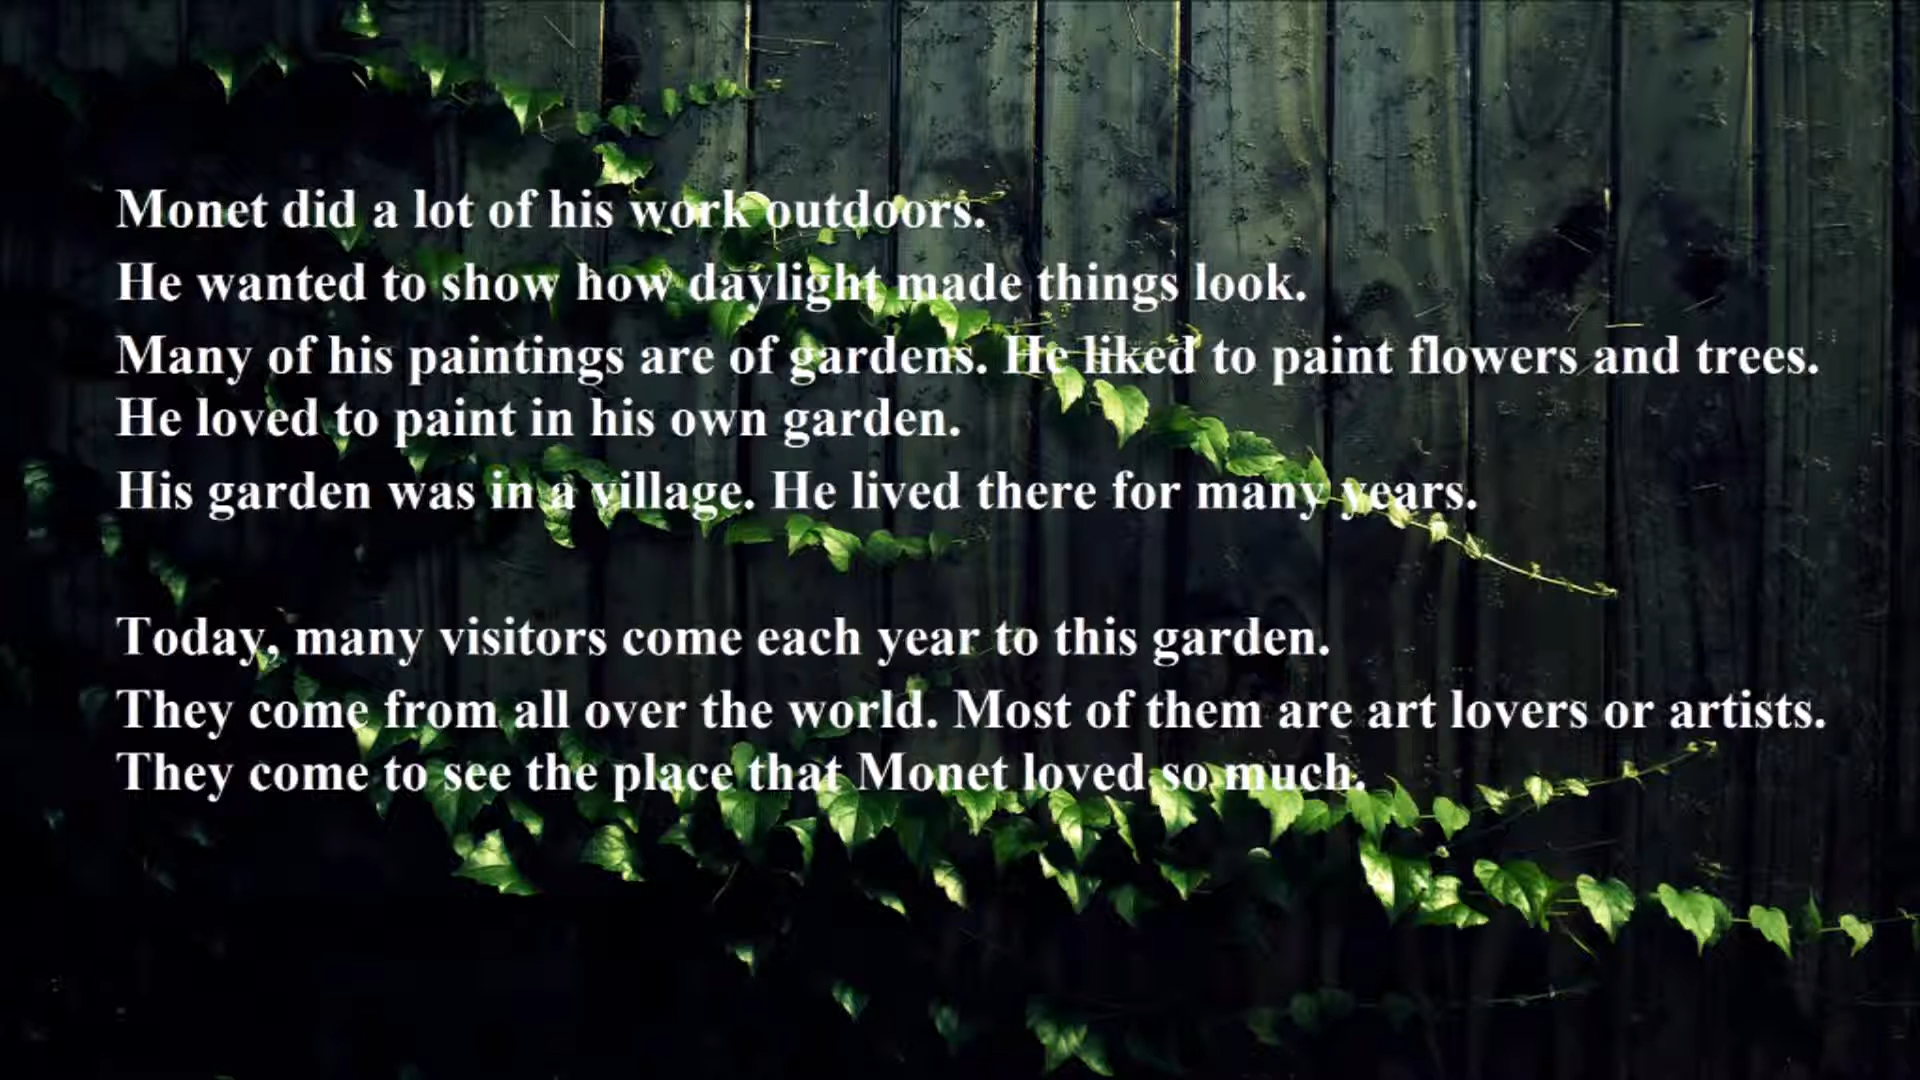 Monet did a lot of his work outdoors.
He wanted to show how daylight made things look.
Many of his paintings are of gardens. He liked to paint flowers and trees.
He loved to paint in his own garden.
His garden was in a village. He lived there for many years.
Today, many visitors come each year to this garden.
They come from all over the world. Most of them are art lovers or artists.
They come to see the place that Monet loved so much.